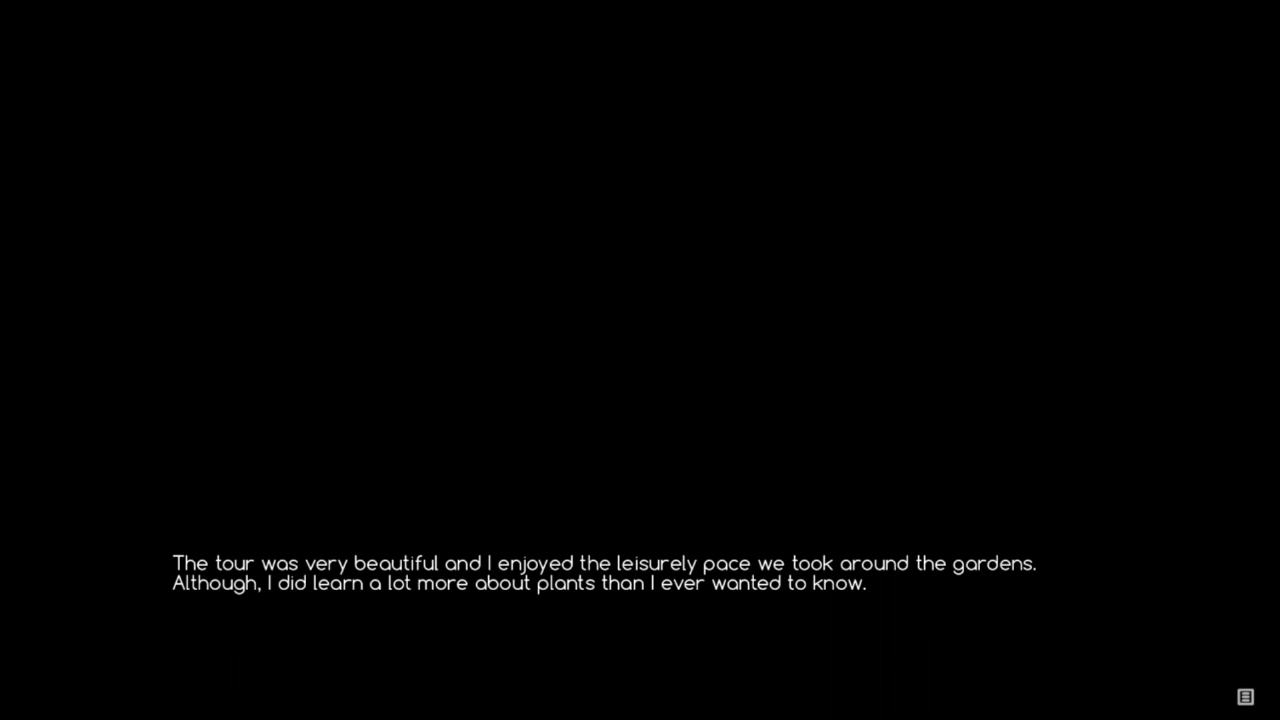 The tour was very beautiful and I enjoyed the leisurely pace we took around the gardens.
Although, I did learn a lot more about plants than I ever wanted to know.